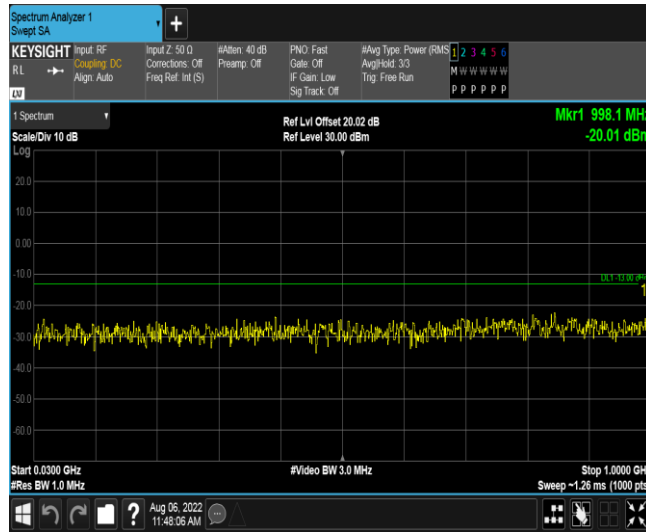 Spectrum Analyzer 1
Swept SA
+
KEYSIGHT
RL
LXI
Input: RF
Coupling: DC
Align: Auto
Input Z: 50 Ω
Corrections: Off
Freq Ref: Int (S)
#Atten: 40 dB
Preamp: Off
PNO: Fast
Gate: Off
IF Gain: Low
Sig Track: Off
#Avg Type: Power (RMS
Avg|Hold: 3/3
Trig: Free Run
1 2 3 4 5 6
M W W W W W
P P P P P P
1 Spectrum
Scale/Div 10 dB
Log
Ref Lvl Offset 20.02 dB
Ref Level 30.00 dBm
Mkr1 998.1 MHz
-20.01 dBm
20.0
10.0
0.00
-10.0
-20.0
-30.0
-40.0
-50.0
-60.0
DL1 -13.00 dBm
1
Start 0.0300 GHz
#Res BW 1.0 MHz
#Video BW 3.0 MHz
Stop 1.0000 GH
Sweep ~1.26 ms (1000 pts
?
Aug 06, 2022
11:48:06 AM